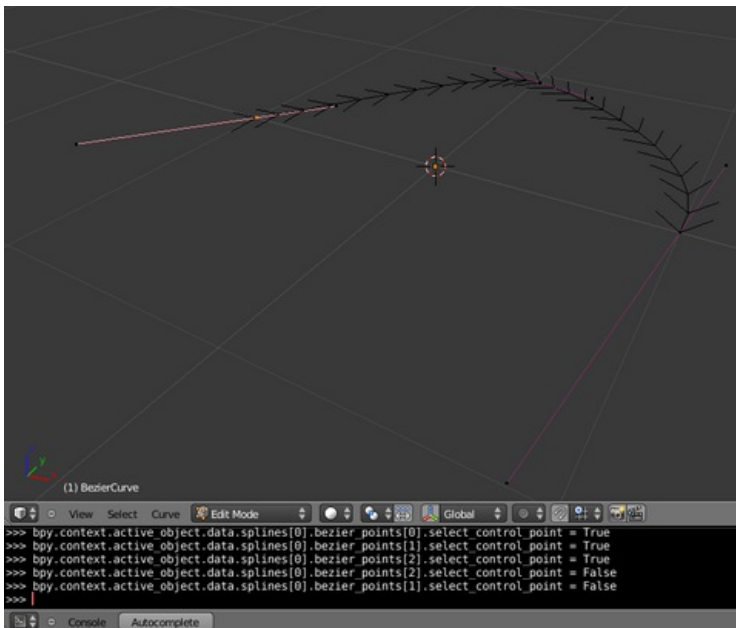 (1) BezierCurve
View Select Curve Edit Mode Global
>>> bpy.context.active_object.data.splines[0].bezier_points[0].select_control_point = True
>>> bpy.context.active_object.data.splines[0].bezier_points[1].select_control_point = True
>>> bpy.context.active_object.data.splines[0].bezier_points[2].select_control_point = True
>>> bpy.context.active_object.data.splines[0].bezier_points[2].select_control_point = False
>>> bpy.context.active_object.data.splines[0].bezier_points[1].select_control_point = False
>>>
Console Autocomplete